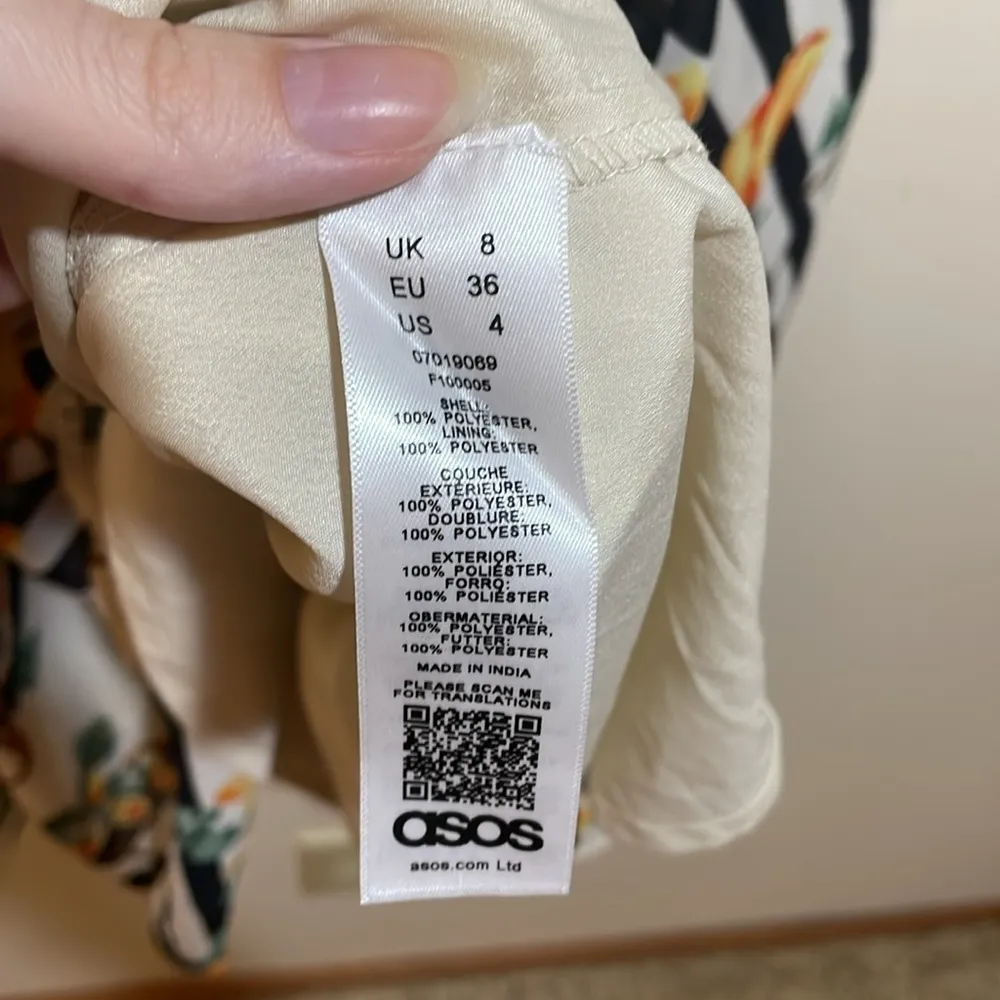 UK 8
EU 36
US 4
07019069
F100005
SHELL:
100% POLYESTER,
LINING:
100% POLYESTER
COUCHE
EXTÉRIEURE:
100% POLYESTER,
DOUBLURE:
100% POLYESTER
EXTERIOR:
100% POLIÉSTER,
FORRO:
100% POLIÉSTER
OBERMATERIAL:
100% POLYESTER,
FUTTER:
100% POLYESTER
MADE IN INDIA
PLEASE SCAN ME
FOR TRANSLATIONS
asos
asos.com Ltd